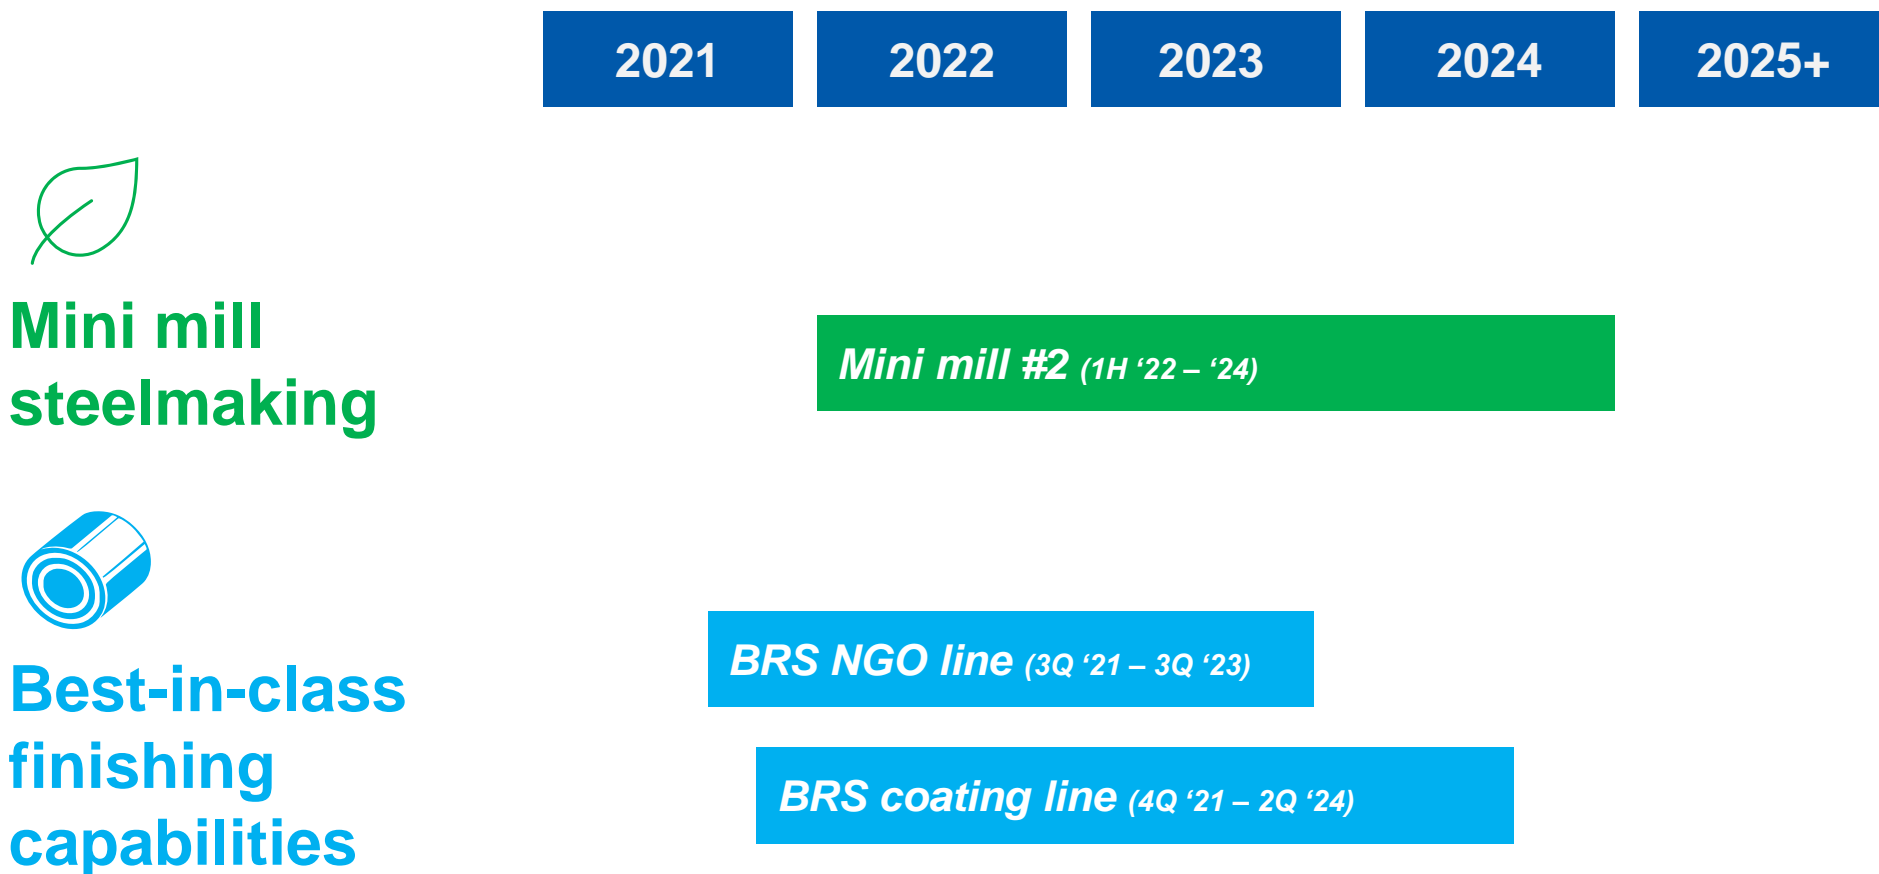 2021 2022 2023 2024 2025+
Mini mill
steelmaking
Mini mill #2 (1H ‘22 – ‘24)
Best-in-class
finishing
capabilities
BRS NGO line (3Q ‘21 – 3Q ‘23)
BRS coating line (4Q ‘21 – 2Q ‘24)